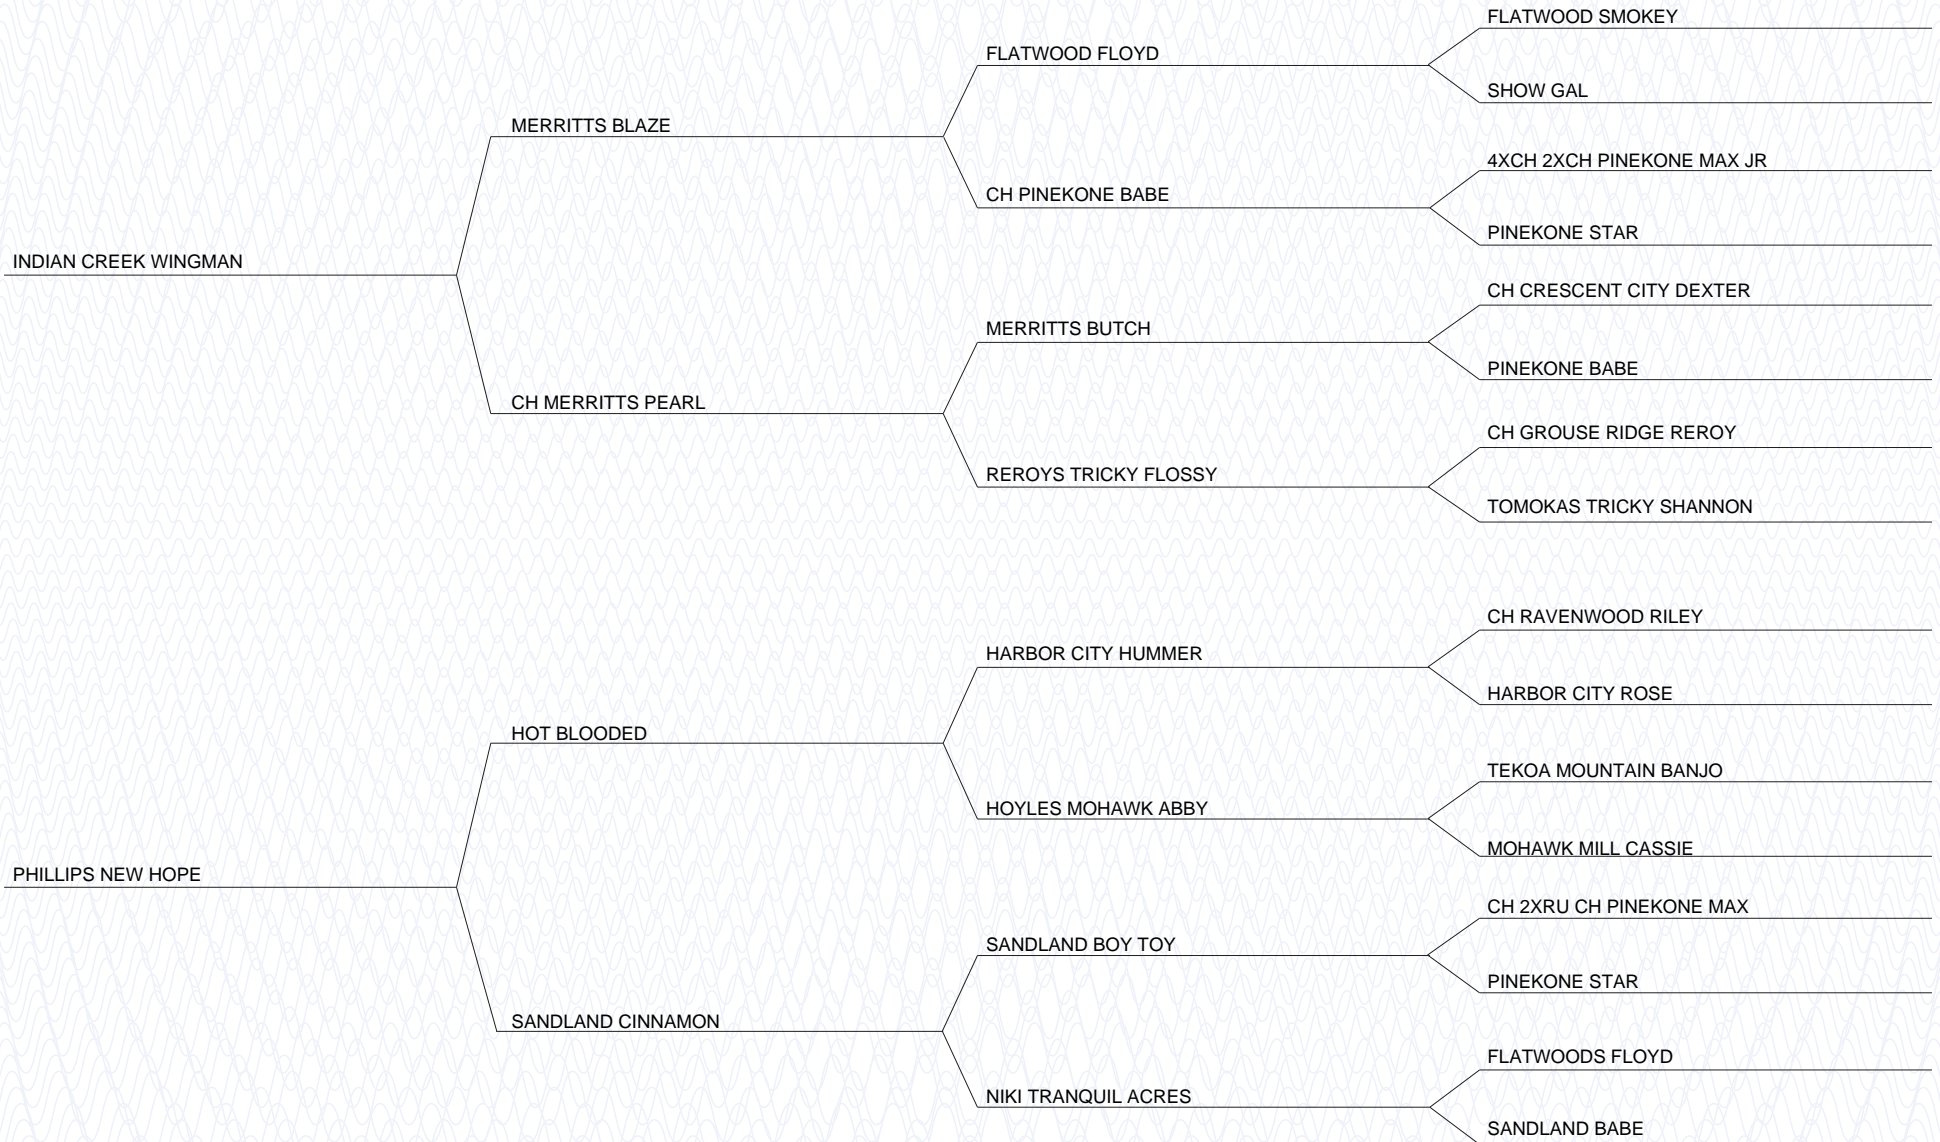 FLATWOOD SMOKEY
FLATWOOD FLOYD
SHOW GAL
MERRITTS BLAZE
4XCH 2XCH PINEKONE MAX JR
CH PINEKONE BABE
PINEKONE STAR
INDIAN CREEK WINGMAN
CH CRESCENT CITY DEXTER
MERRITTS BUTCH
PINEKONE BABE
CH MERRITTS PEARL
CH GROUSE RIDGE REROY
REROYS TRICKY FLOSSY
TOMOKAS TRICKY SHANNON
CH RAVENWOOD RILEY
HARBOR CITY HUMMER
HARBOR CITY ROSE
HOT BLOODED
TEKOA MOUNTAIN BANJO
HOYLES MOHAWK ABBY
MOHAWK MILL CASSIE
PHILLIPS NEW HOPE
CH 2XRU CH PINEKONE MAX
SANDLAND BOY TOY
PINEKONE STAR
SANDLAND CINNAMON
FLATWOODS FLOYD
NIKI TRANQUIL ACRES
SANDLAND BABE